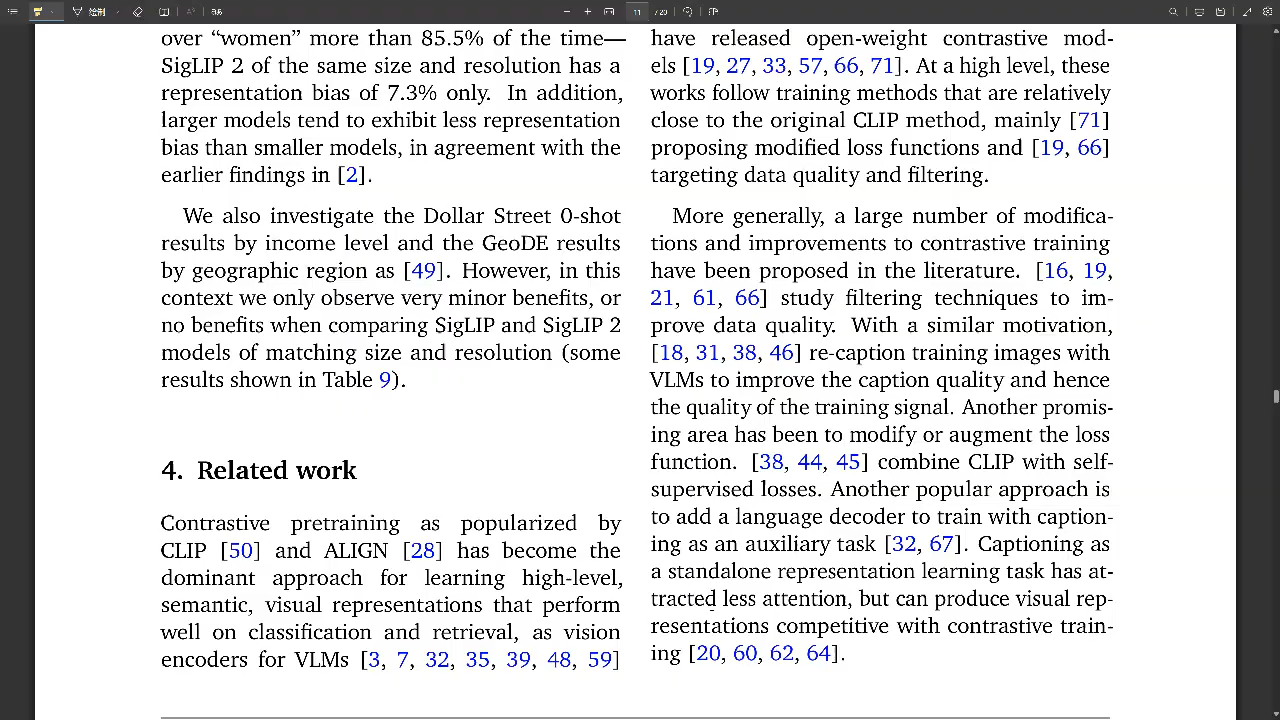 绘制
11 / 20
over “women” more than 85.5% of the time—
SigLIP 2 of the same size and resolution has a
representation bias of 7.3% only. In addition,
larger models tend to exhibit less representation
bias than smaller models, in agreement with the
earlier findings in [2].
We also investigate the Dollar Street 0-shot
results by income level and the GeoDE results
by geographic region as [49]. However, in this
context we only observe very minor benefits, or
no benefits when comparing SigLIP and SigLIP 2
models of matching size and resolution (some
results shown in Table 9).
4. Related work
Contrastive pretraining as popularized by
CLIP [50] and ALIGN [28] has become the
dominant approach for learning high-level,
semantic, visual representations that perform
well on classification and retrieval, as vision
encoders for VLMs [3, 7, 32, 35, 39, 48, 59]
have released open-weight contrastive mod-
els [19, 27, 33, 57, 66, 71]. At a high level, these
works follow training methods that are relatively
close to the original CLIP method, mainly [71]
proposing modified loss functions and [19, 66]
targeting data quality and filtering.
More generally, a large number of modifica-
tions and improvements to contrastive training
have been proposed in the literature. [16, 19,
21, 61, 66] study filtering techniques to im-
prove data quality. With a similar motivation,
[18, 31, 38, 46] re-caption training images with
VLMs to improve the caption quality and hence
the quality of the training signal. Another promis-
ing area has been to modify or augment the loss
function. [38, 44, 45] combine CLIP with self-
supervised losses. Another popular approach is
to add a language decoder to train with caption-
ing as an auxiliary task [32, 67]. Captioning as
a standalone representation learning task has at-
tracted less attention, but can produce visual rep-
resentations competitive with contrastive train-
ing [20, 60, 62, 64].